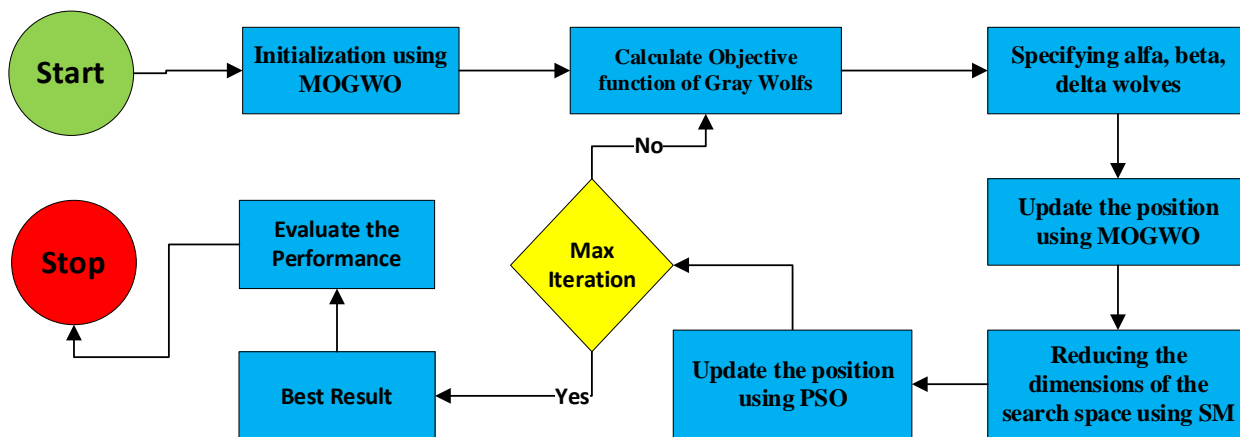 Start
Initialization using
MOGWO
Calculate Objective
function of Gray Wolfs
Specifying alfa, beta,
delta wolves
Update the position
using MOGWO
Reducing the
dimensions of the
search space using SM
Update the position
using PSO
Max
Iteration
No
Yes
Best Result
Evaluate the
Performance
Stop